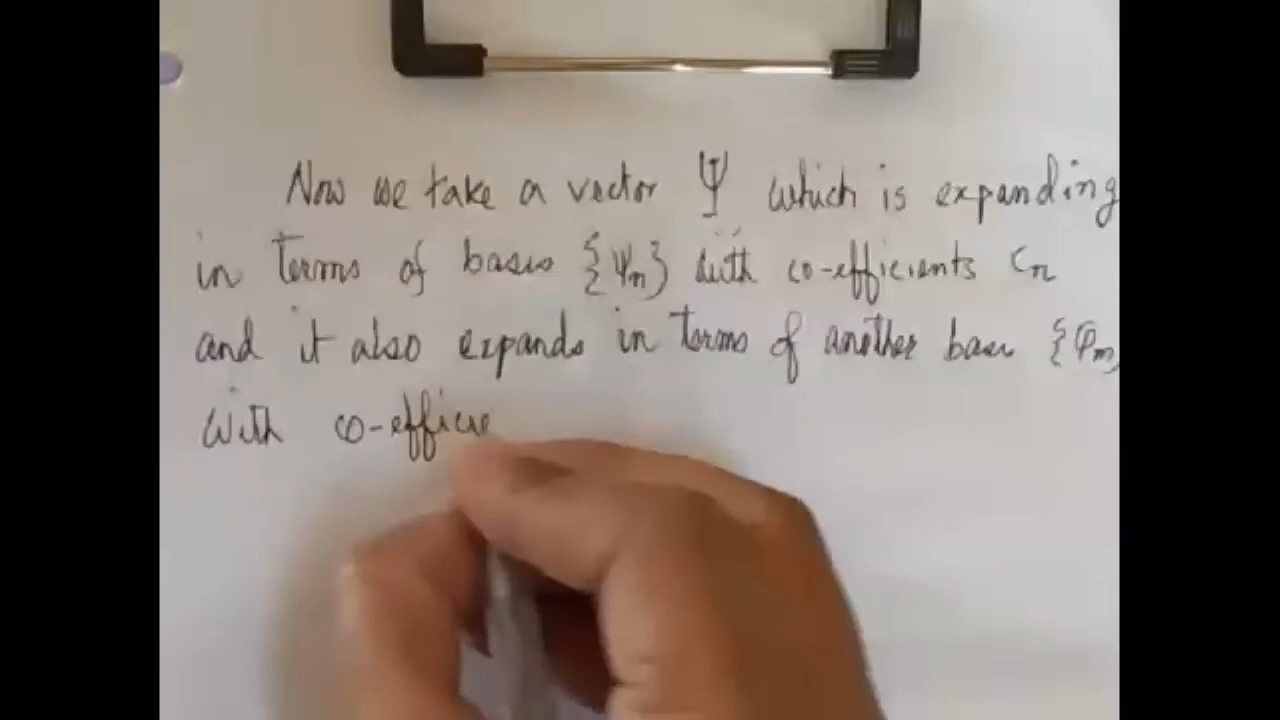 Now we take a vector Ψ which is expanding
in terms of basis {ψn} with co-efficients cn
and it also expands in terms of another base {φm}
with co-efficie